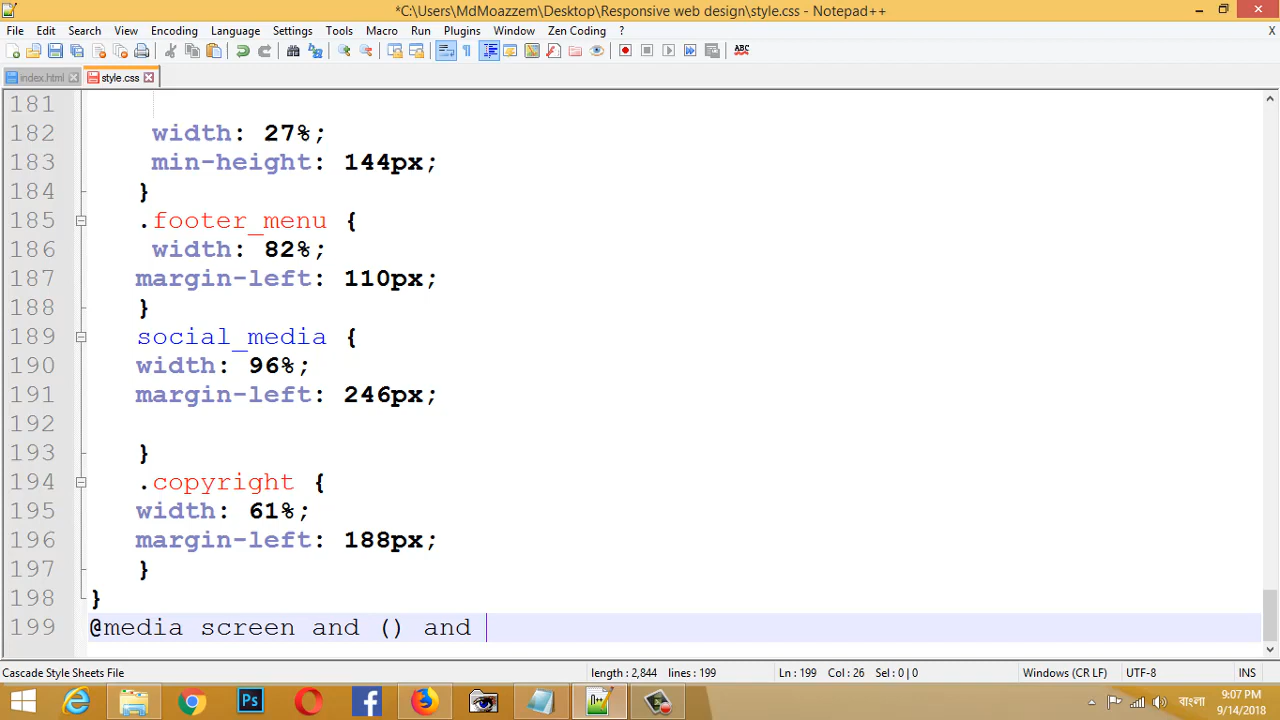 *C:\Users\MdMoazzem\Desktop\Responsive web design\style.css - Notepad++
File Edit Search View Encoding Language Settings Tools Macro Run Plugins Window Zen Coding ? X
ABC
index.html style.css
181
182 width: 27%;
183 min-height: 144px;
184 }
185 .footer_menu {
186 width: 82%;
187 margin-left: 110px;
188 }
189 social_media {
190 width: 96%;
191 margin-left: 246px;
192
193 }
194 .copyright {
195 width: 61%;
196 margin-left: 188px;
197 }
198 }
199 @media screen and () and
Cascade Style Sheets File length : 2,844 lines : 199 Ln : 199 Col : 26 Sel : 0 | 0 Windows (CR LF) UTF-8 INS
Ps বাংলা 9:07 PM
9/14/2018